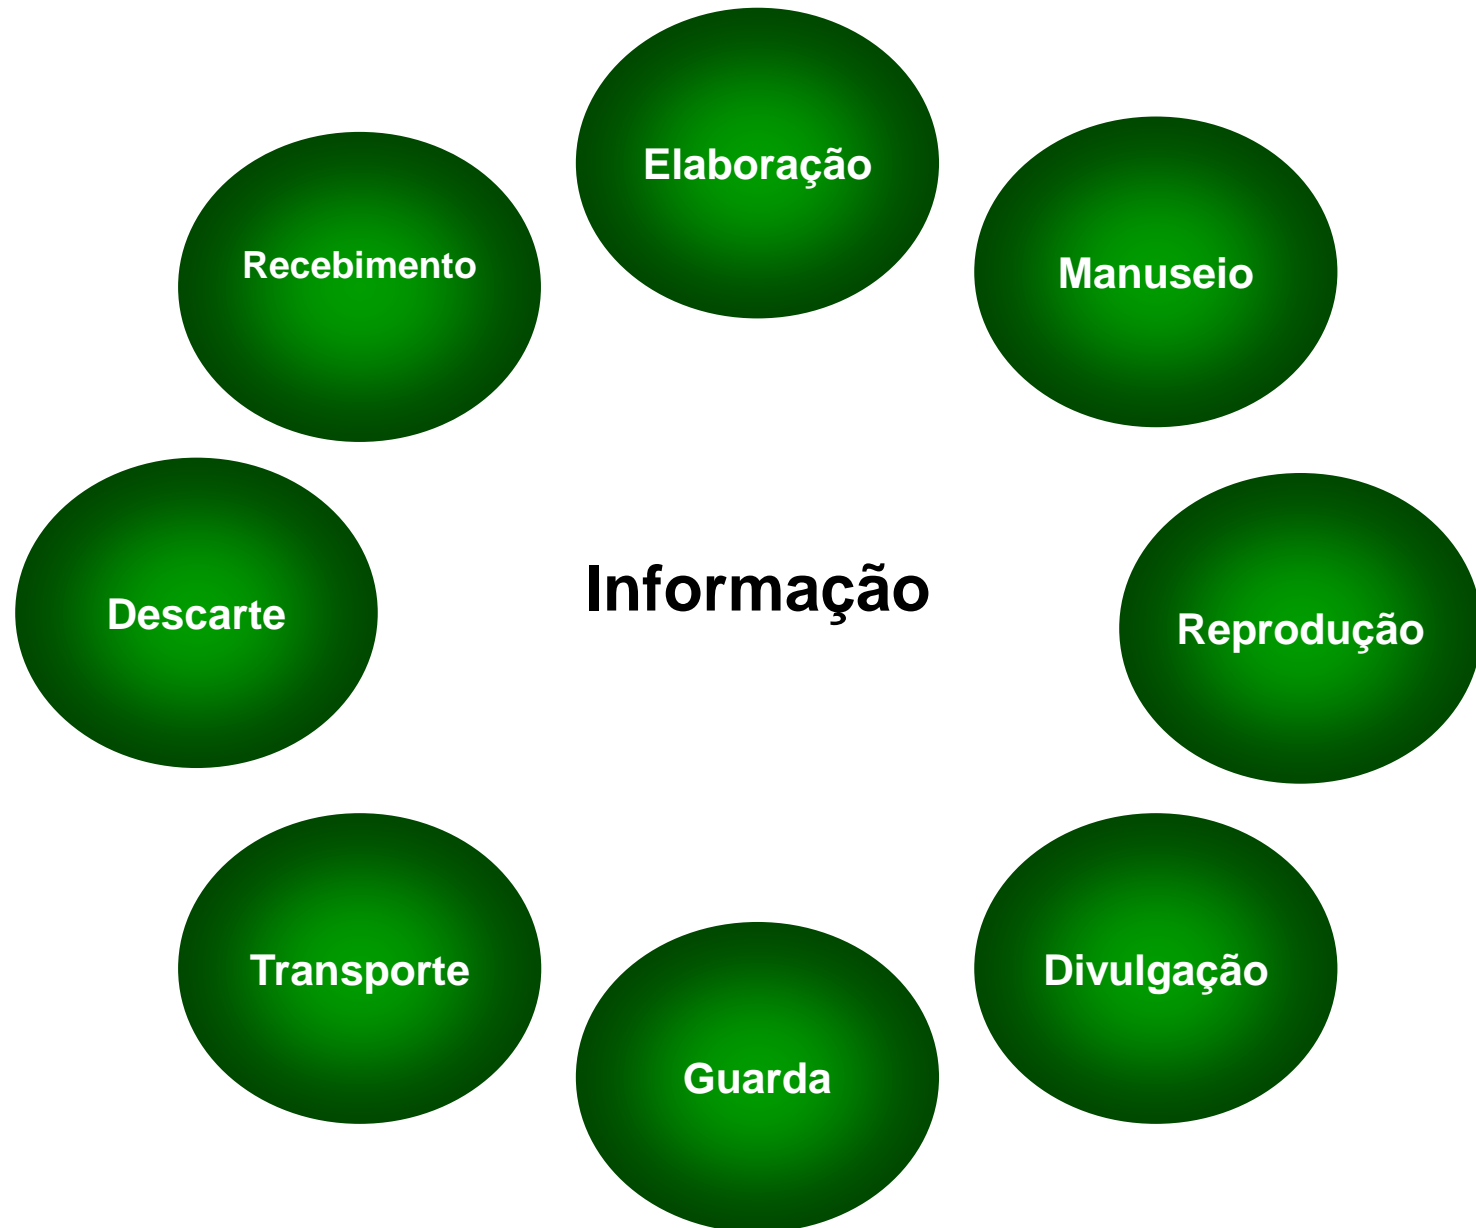 Elaboração
Recebimento
Manuseio
Informação
Descarte
Reprodução
Transporte
Divulgação
Guarda